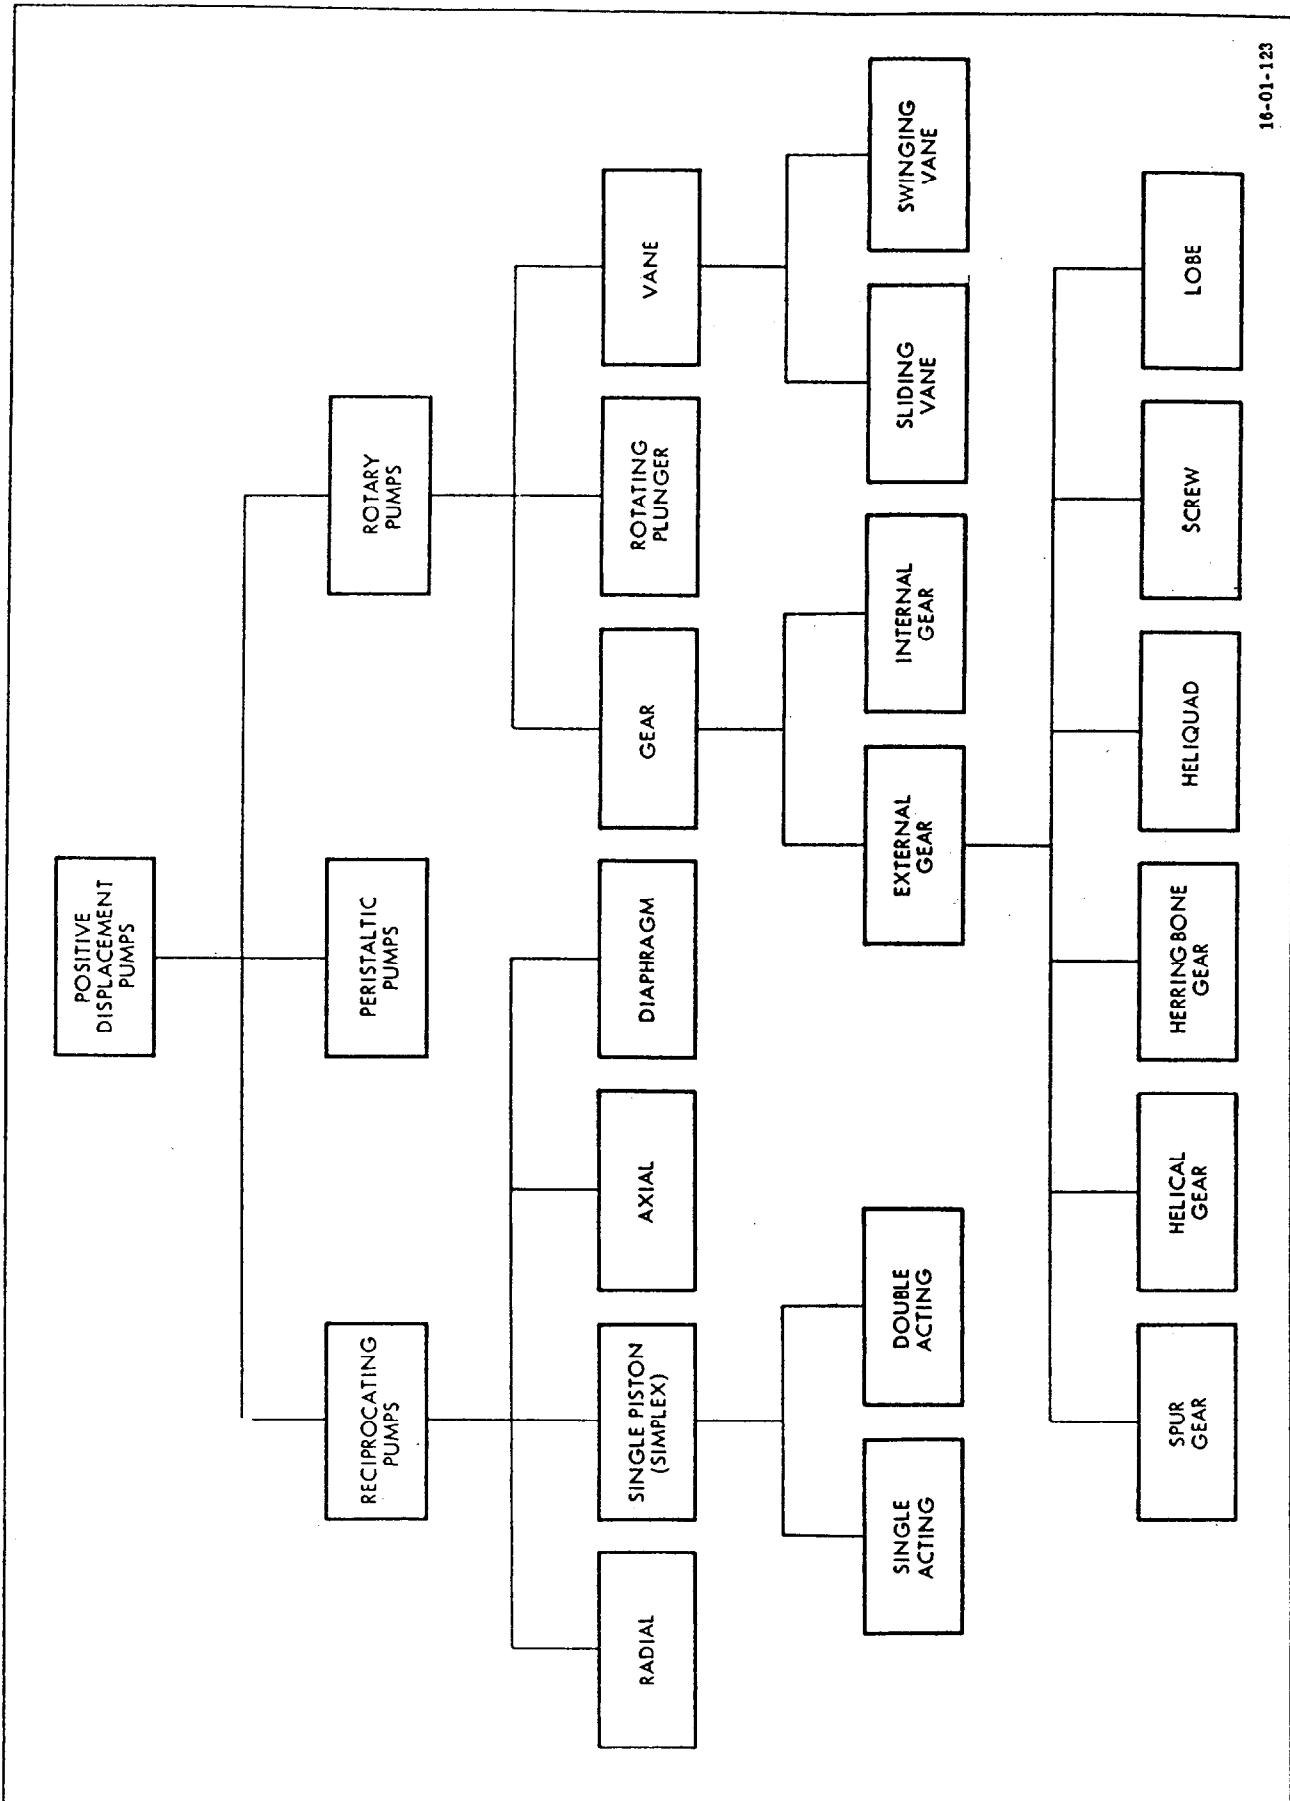 POSITIVE
DISPLACEMENT
PUMPS
RECIPROCATING
PUMPS
PERISTALTIC
PUMPS
ROTARY
PUMPS
RADIAL
SINGLE PISTON
(SIMPLEX)
AXIAL
DIAPHRAGM
GEAR
ROTATING
PLUNGER
VANE
SINGLE
ACTING
DOUBLE
ACTING
EXTERNAL
GEAR
INTERNAL
GEAR
SLIDING
VANE
SWINGING
VANE
SPUR
GEAR
HELICAL
GEAR
HERRINGBONE
GEAR
HELIQUAD
SCREW
LOBE
16-01-123